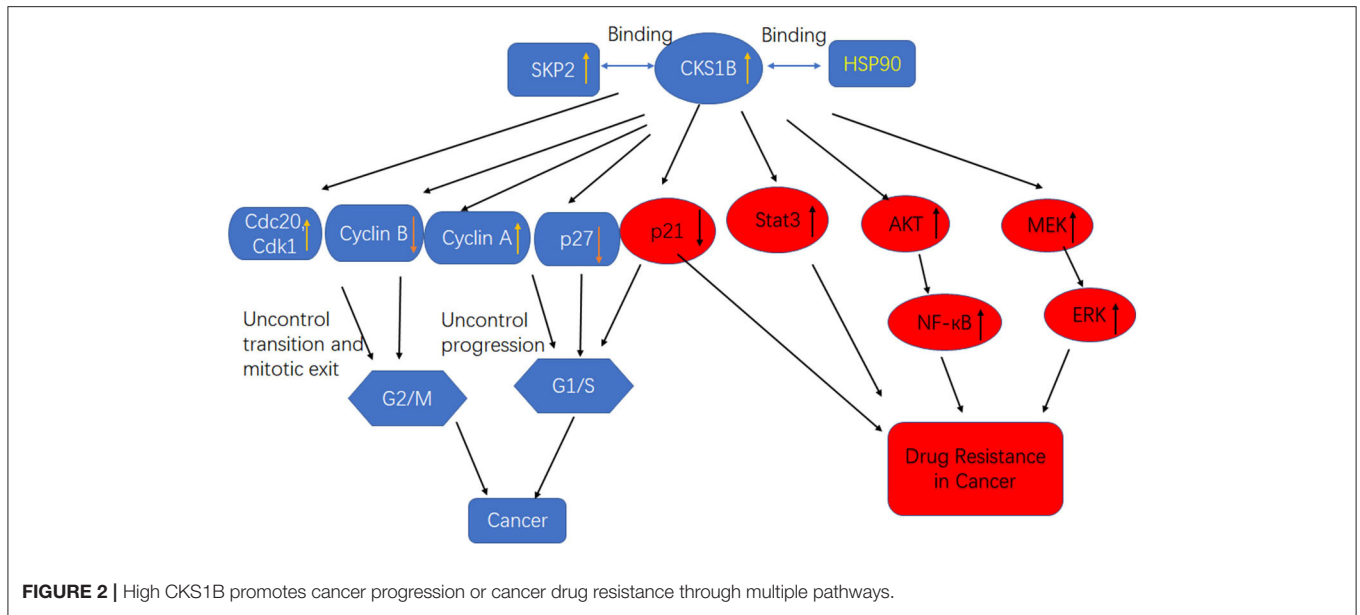 Binding
Binding
SKP2
CKS1B
HSP90
Cdc20,
Cdk1
Cyclin B
Cyclin A
p27
p21
Stat3
AKT
MEK
NF-κB
ERK
Uncontrol
transition and
mitotic exit
Uncontrol
progression
G2/M
G1/S
Drug Resistance
in Cancer
Cancer
FIGURE 2 | High CKS1B promotes cancer progression or cancer drug resistance through multiple pathways.